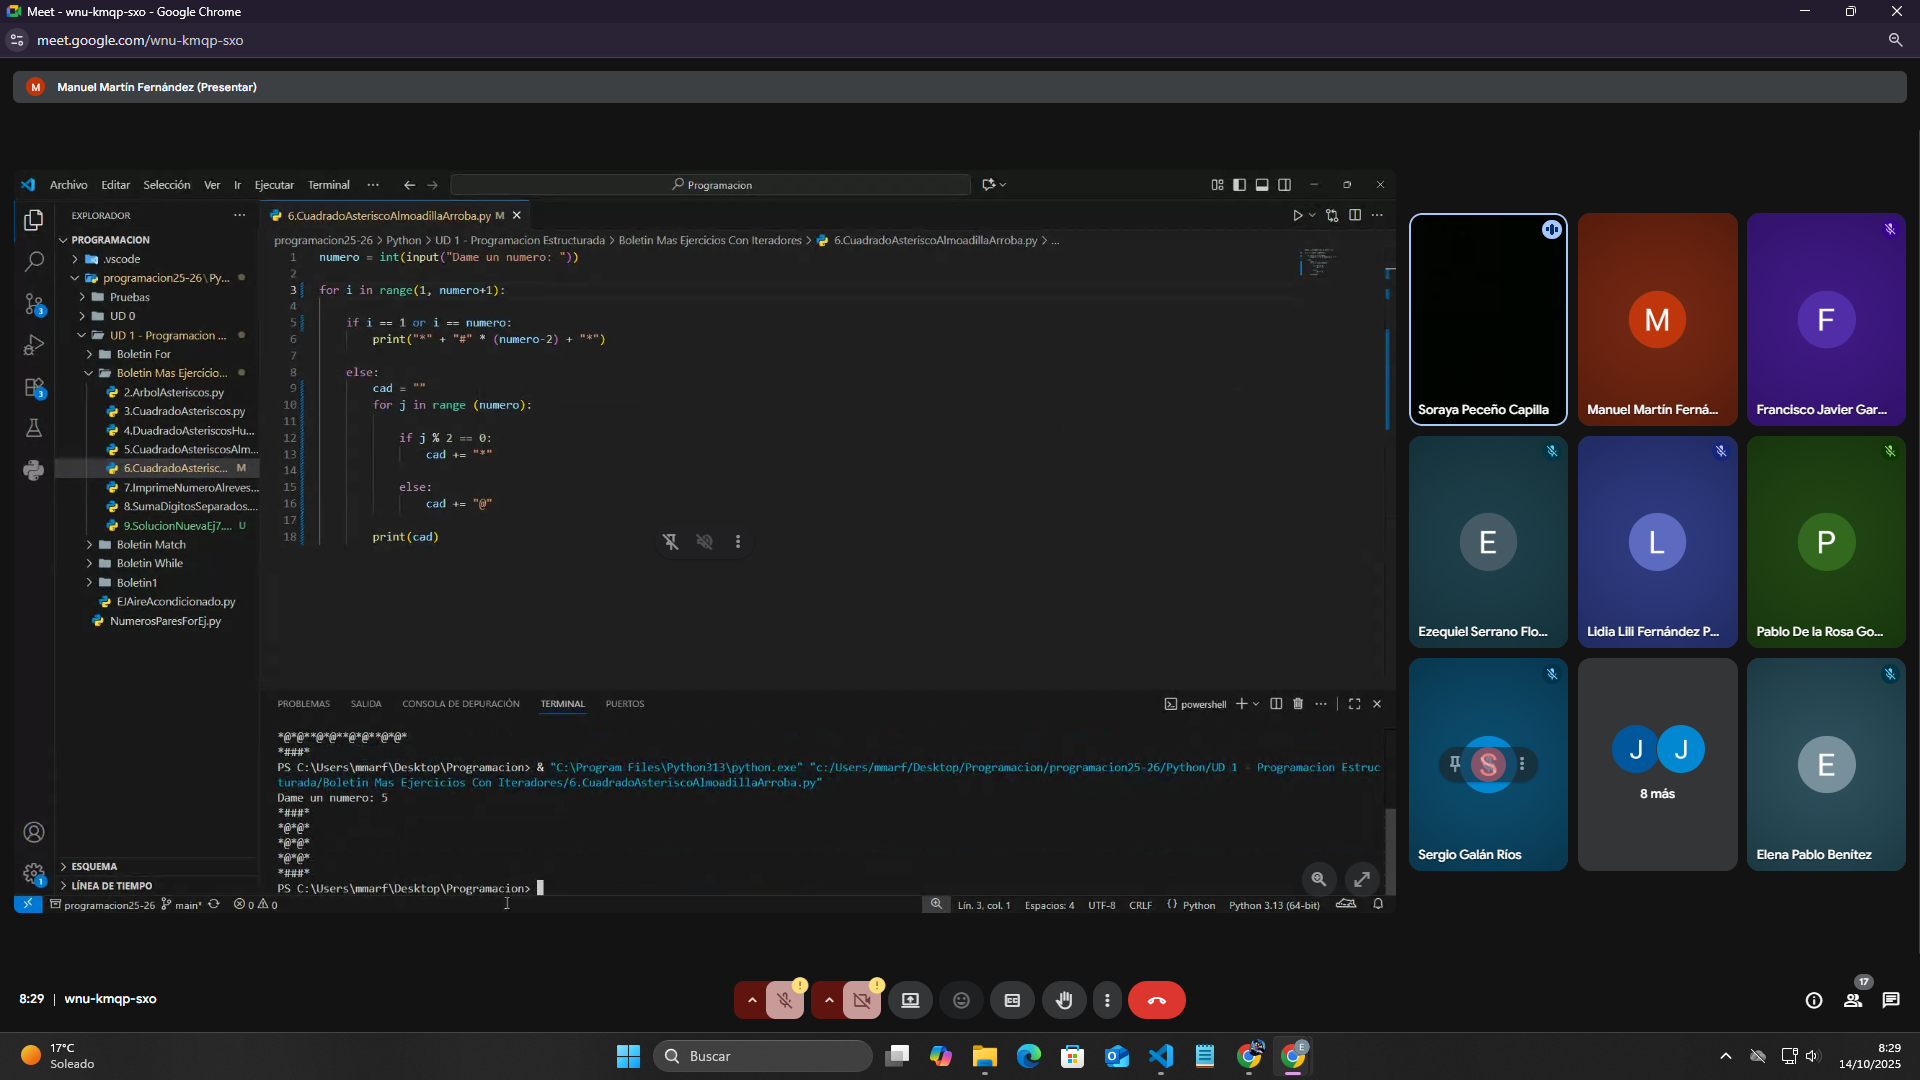 Meet - wnu-kmqp-sxo - Google Chrome
meet.google.com/wnu-kmqp-sxo
M Manuel Martín Fernández (Presentar)
Archivo Editar Selección Ver Ir Ejecutar Terminal ··· Programacion
EXPLORADOR ···
PROGRAMACION
.vscode
programacion25-26\Py...
Pruebas
UD 0
UD 1 - Programacion ...
Boletin For
Boletin Mas Ejercicio...
2.ArbolAsteriscos.py
3.CuadradoAsteriscos.py
4.DuadradoAsteriscosHu...
5.CuadradoAsteriscosAlm...
6.CuadradoAsterisc... M
7.ImprimeNumeroAlreves...
8.SumaDigitosSeparados....
9.SolucionNuevaEj7.... U
Boletin Match
Boletin While
Boletin1
EJAireAcondicionado.py
NumerosParesForEj.py
ESQUEMA
LÍNEA DE TIEMPO
3
3
1
6.CuadradoAsteriscoAlmoadillaArroba.py M
programacion25-26 > Python > UD 1 - Programacion Estructurada > Boletin Mas Ejercicios Con Iteradores > 6.CuadradoAsteriscoAlmoadillaArroba.py > ...
1 numero = int(input("Dame un numero: "))
2
3 for i in range(1, numero+1):
4
5 if i == 1 or i == numero:
6 print("*" + "#" * (numero-2) + "*")
7
8 else:
9 cad = ""
10 for j in range (numero):
11
12 if j % 2 == 0:
13 cad += "*"
14
15 else:
16 cad += "@"
17
18 print(cad)
PROBLEMAS SALIDA CONSOLA DE DEPURACIÓN TERMINAL PUERTOS
powershell
*@*@**@*@**@*@**@*@*
*###*
PS C:\Users\mmarf\Desktop\Programacion> & "C:\Program Files\Python313\python.exe" "c:/Users/mmarf/Desktop/Programacion/programacion25-26/Python/UD 1 - Programacion Estruc
turada/Boletin Mas Ejercicios Con Iteradores/6.CuadradoAsteriscoAlmoadillaArroba.py"
Dame un numero: 5
*###*
*@*@*
*@*@*
*@*@*
*###*
PS C:\Users\mmarf\Desktop\Programacion>
programacion25-26 main* 0 0
Lín. 3, col. 1 Espacios: 4 UTF-8 CRLF {} Python Python 3.13 (64-bit)
Soraya Peceño Capilla
M
Manuel Martín Ferná...
F
Francisco Javier Gar...
E
Ezequiel Serrano Flo...
L
Lidia Lili Fernández P...
P
Pablo De la Rosa Go...
S
Sergio Galán Ríos
J J
8 más
E
Elena Pablo Benítez
8:29 | wnu-kmqp-sxo
17
17°C
Soleado
Buscar
E
8:29
14/10/2025